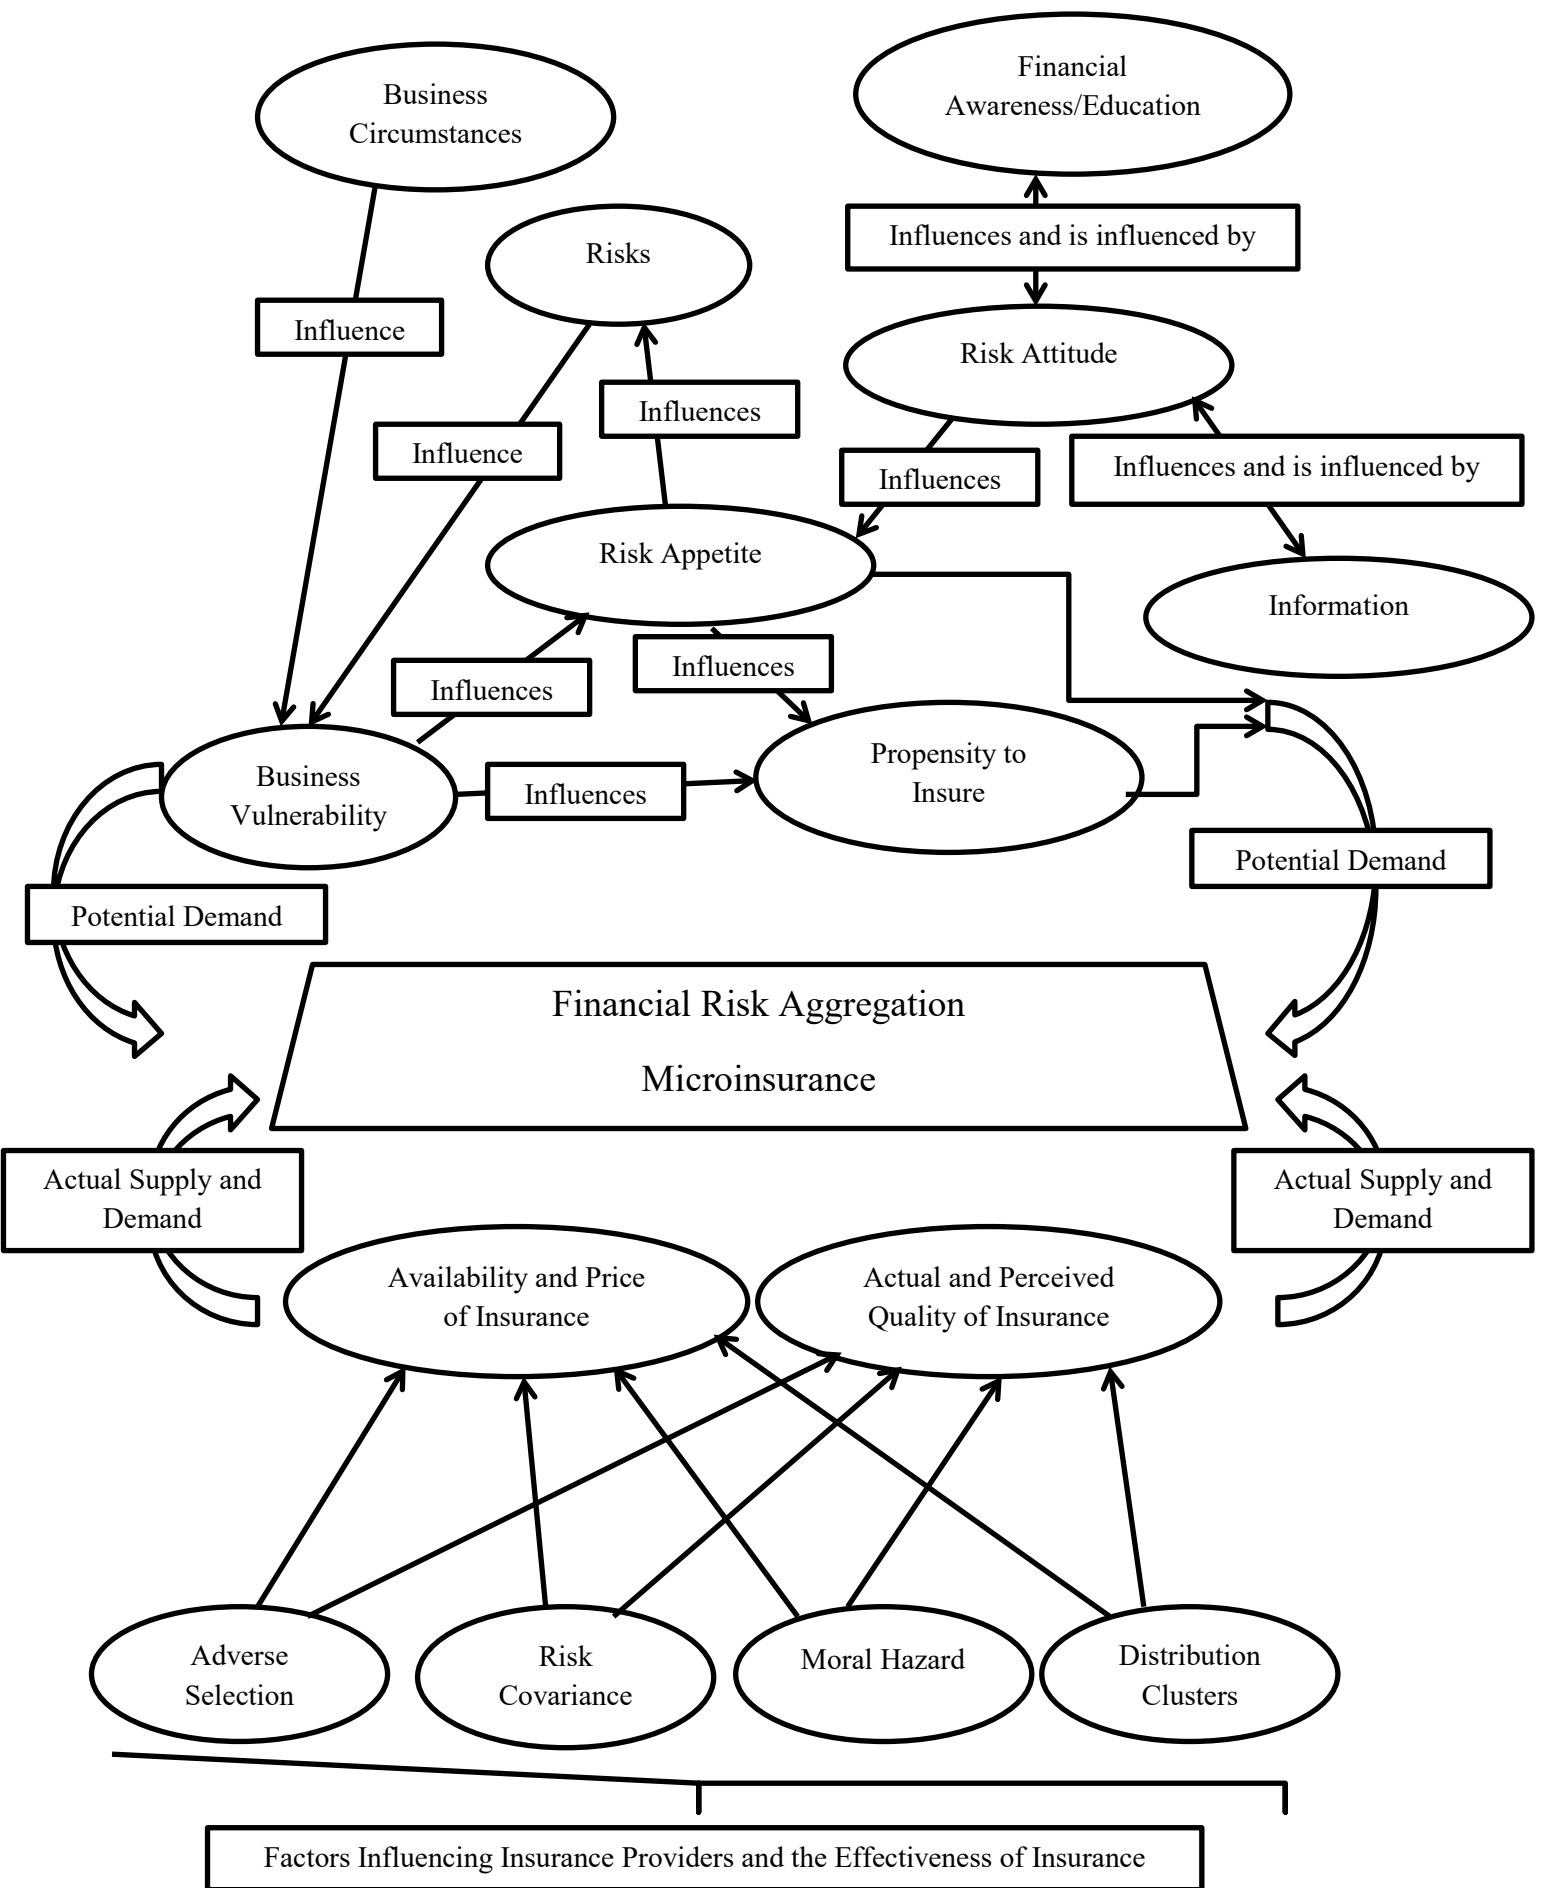 Financial
Awareness/Education
Business
Circumstances
Influences and is influenced by
Risks
Influence
Risk Attitude
Influences
Influence
Influences
Influences and is influenced by
Risk Appetite
Information
Influences
Influences
Business
Vulnerability
Influences
Propensity to
Insure
Potential Demand
Potential Demand
Financial Risk Aggregation
Microinsurance
Actual Supply and
Demand
Actual Supply and
Demand
Availability and Price
of Insurance
Actual and Perceived
Quality of Insurance
Adverse
Selection
Risk
Covariance
Moral Hazard
Distribution
Clusters
Factors Influencing Insurance Providers and the Effectiveness of Insurance